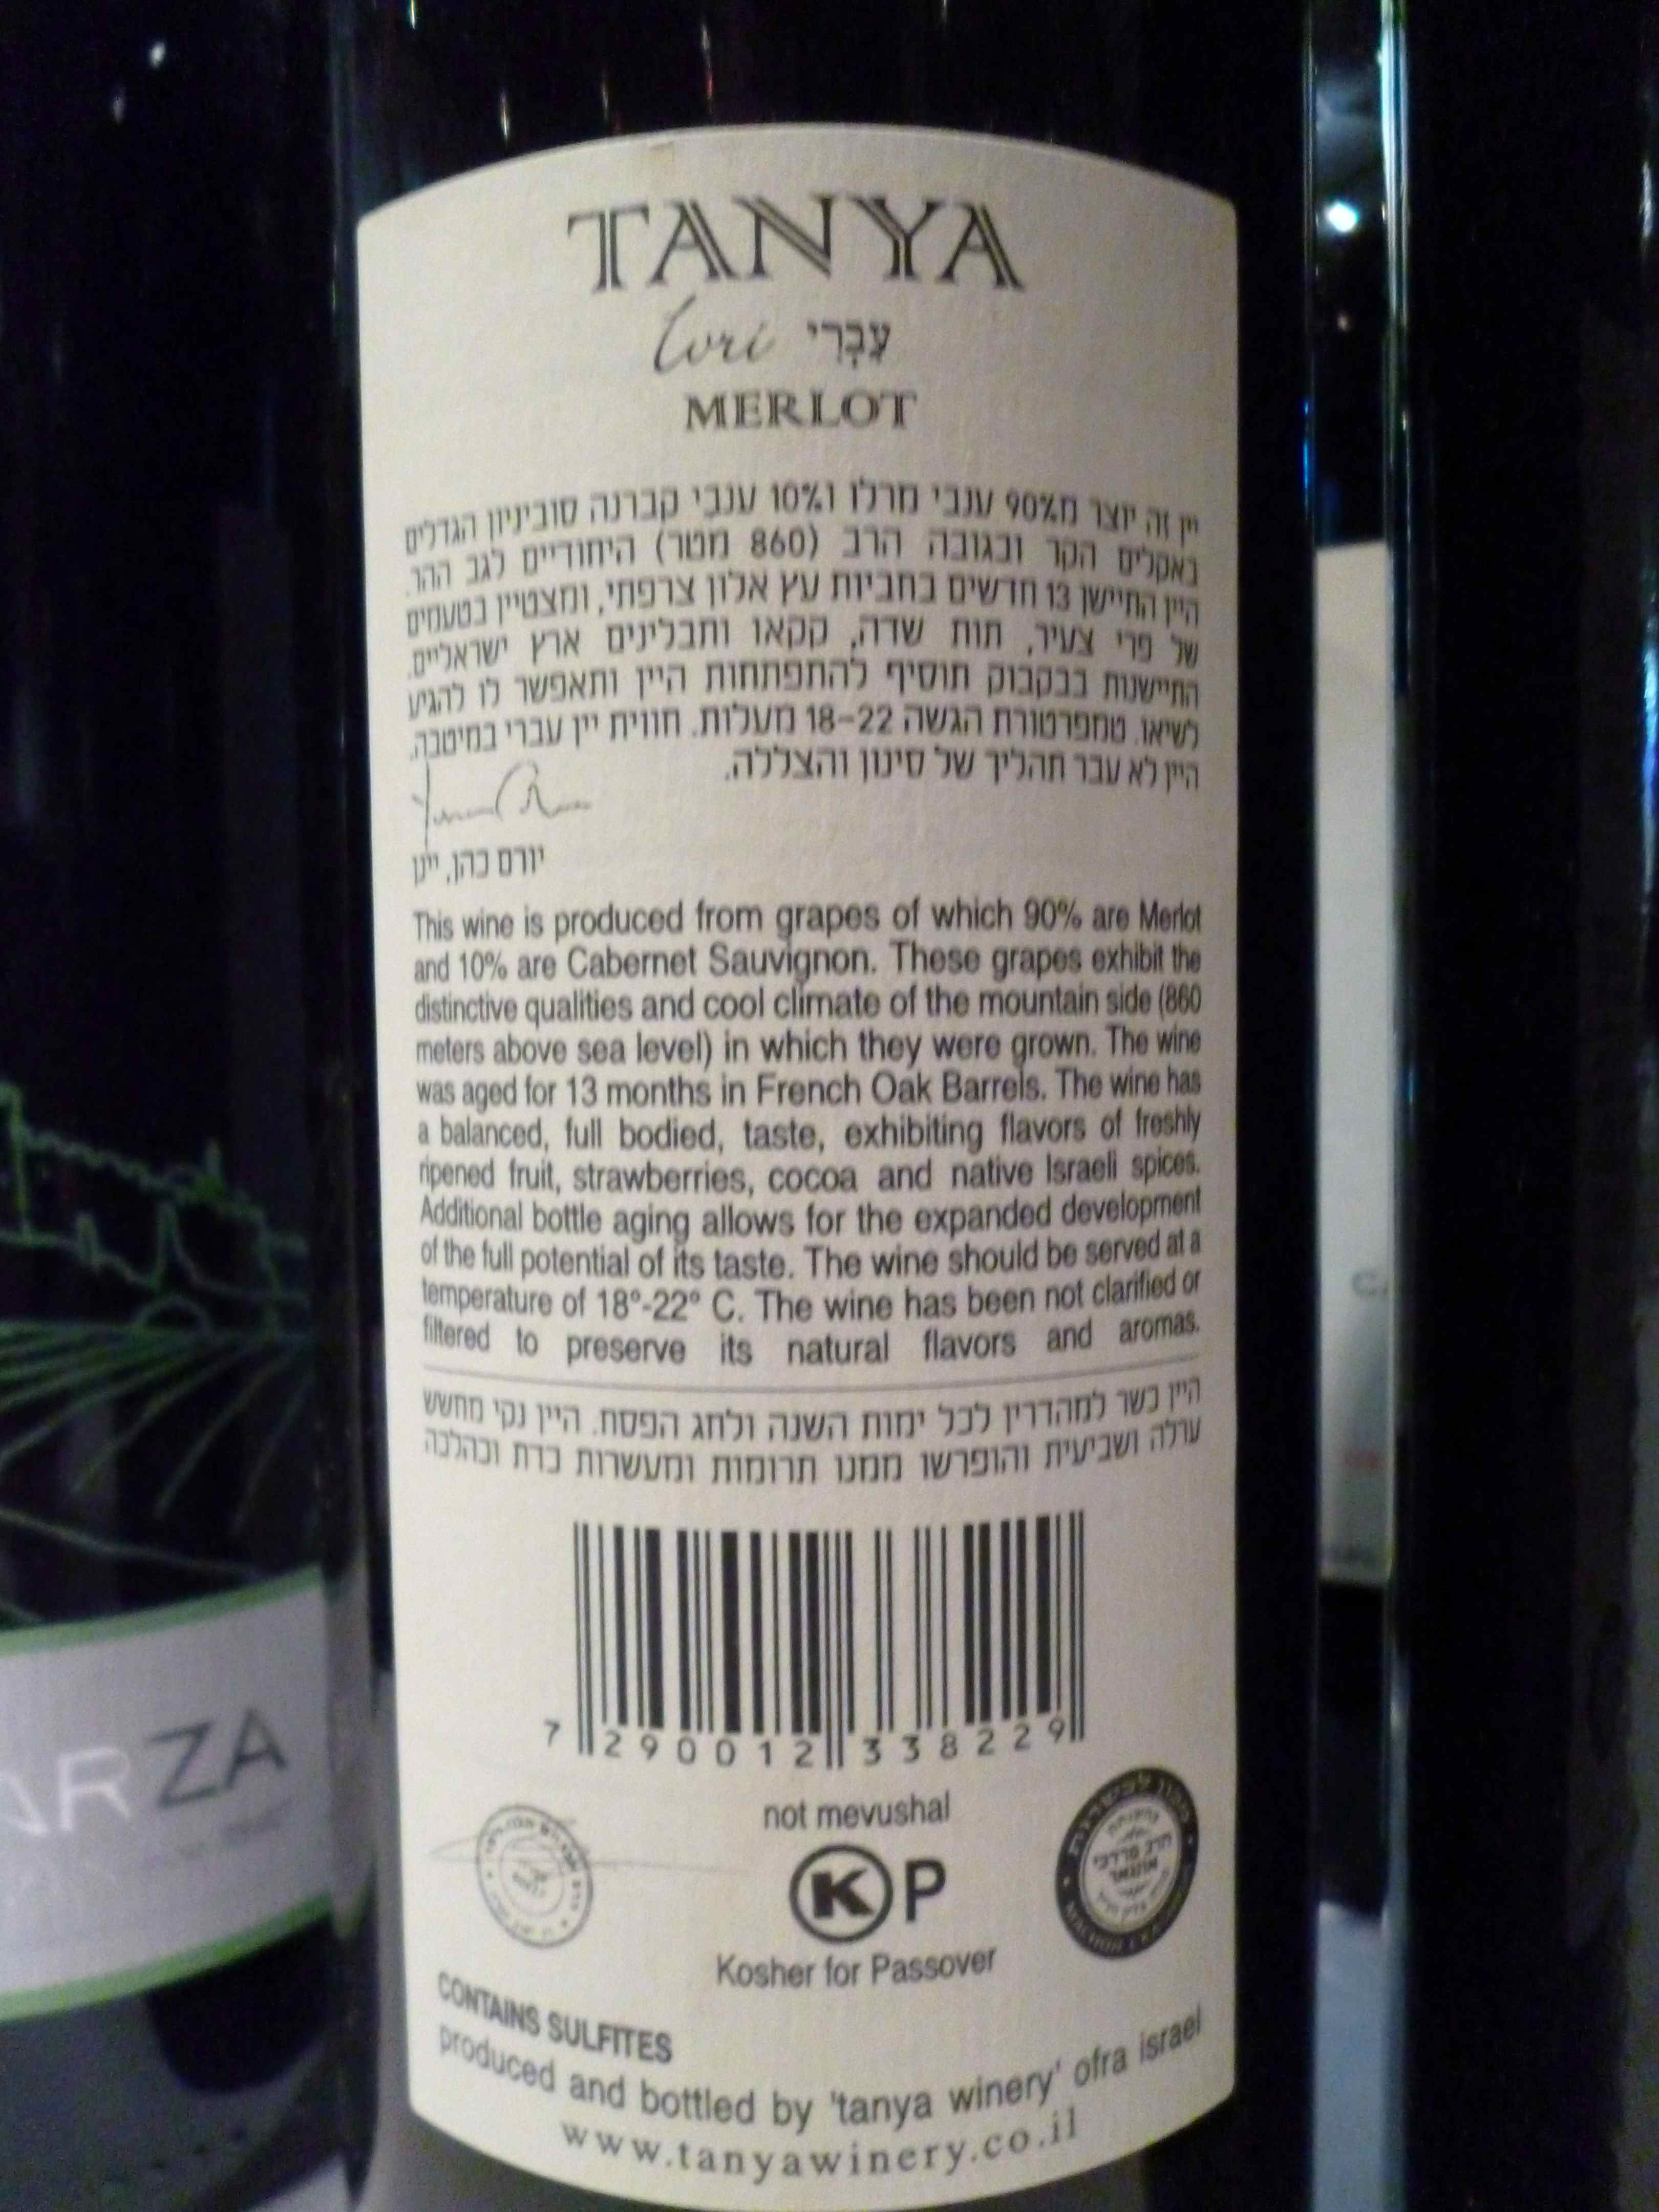 TANYA
Ivri עִבְרִי
MERLOT
יין זה יוצר מ90% ענבי מרלו ו10% ענבי קברנה סוביניון הגדלים
באקלים הקר ובגובה הרב (860 מטר) היחודיים לגב ההר.
היין התיישן 13 חדשים בחביות עץ אלון צרפתי, ומצטיין בטעמים
של פרי צעיר, תות שדה, קקאו ותבלינים ארץ ישראליים.
התיישנות בבקבוק תוסיף להתפתחות היין ותאפשר לו להגיע
לשיאו. טמפרטורת הגשה 18-22 מעלות. חווית יין עברי במיטבה.
היין לא עבר תהליך של סינון והצללה.
יורם כהן, יינן
This wine is produced from grapes of which 90% are Merlot
and 10% are Cabernet Sauvignon. These grapes exhibit the
distinctive qualities and cool climate of the mountain side (860
meters above sea level) in which they were grown. The wine
was aged for 13 months in French Oak Barrels. The wine has
a balanced, full bodied, taste, exhibiting flavors of freshly
ripened fruit, strawberries, cocoa and native Israeli spices.
Additional bottle aging allows for the expanded development
of the full potential of its taste. The wine should be served at a
temperature of 18°-22° C. The wine has been not clarified or
filtered to preserve its natural flavors and aromas.
היין כשר למהדרין לכל ימות השנה ולחג הפסח. היין נקי מחשש
ערלה ושביעית והופרשו ממנו תרומות ומעשרות כדת וכהלכה
7 290012 338229
not mevushal
K P
Kosher for Passover
CONTAINS SULFITES
produced and bottled by 'tanya winery' ofra israel
www.tanyawinery.co.il
ARZA